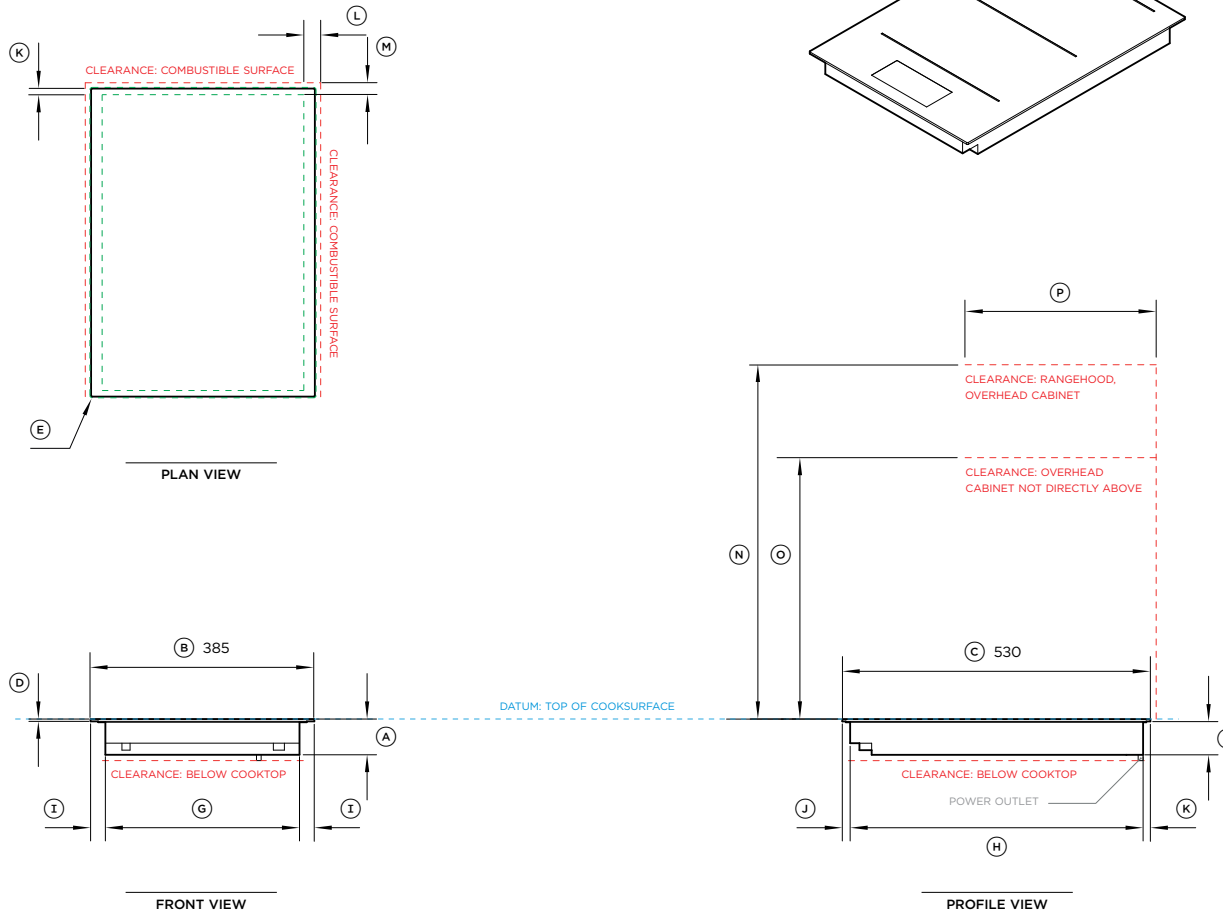 L
K
M
CLEARANCE: COMBUSTIBLE SURFACE
CLEARANCE: COMBUSTIBLE SURFACE
E
PLAN VIEW
P
CLEARANCE: RANGEHOOD,
OVERHEAD CABINET
CLEARANCE: OVERHEAD
CABINET NOT DIRECTLY ABOVE
N
O
B 385
C 530
D
DATUM: TOP OF COOKSURFACE
A
CLEARANCE: BELOW COOKTOP
CLEARANCE: BELOW COOKTOP
POWER OUTLET
I
G
I
J
K
H
FRONT VIEW
PROFILE VIEW